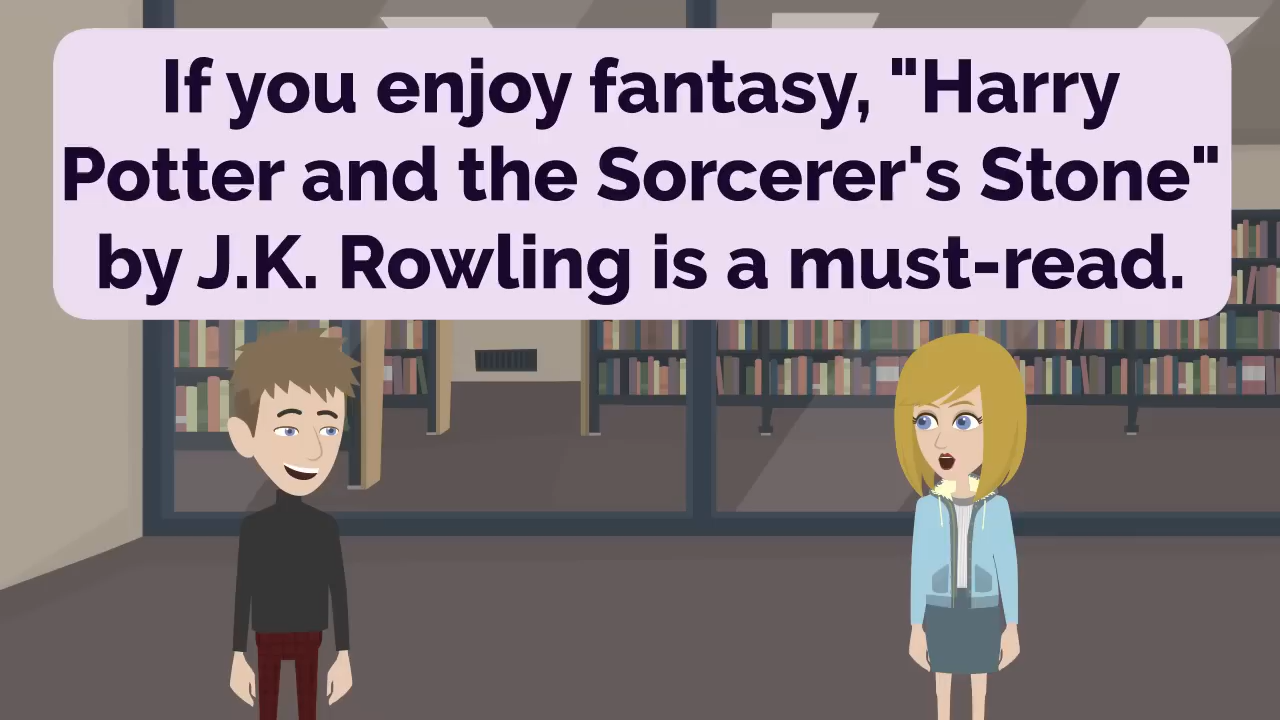 If you enjoy fantasy, "Harry
Potter and the Sorcerer's Stone"
by J.K. Rowling is a must-read.